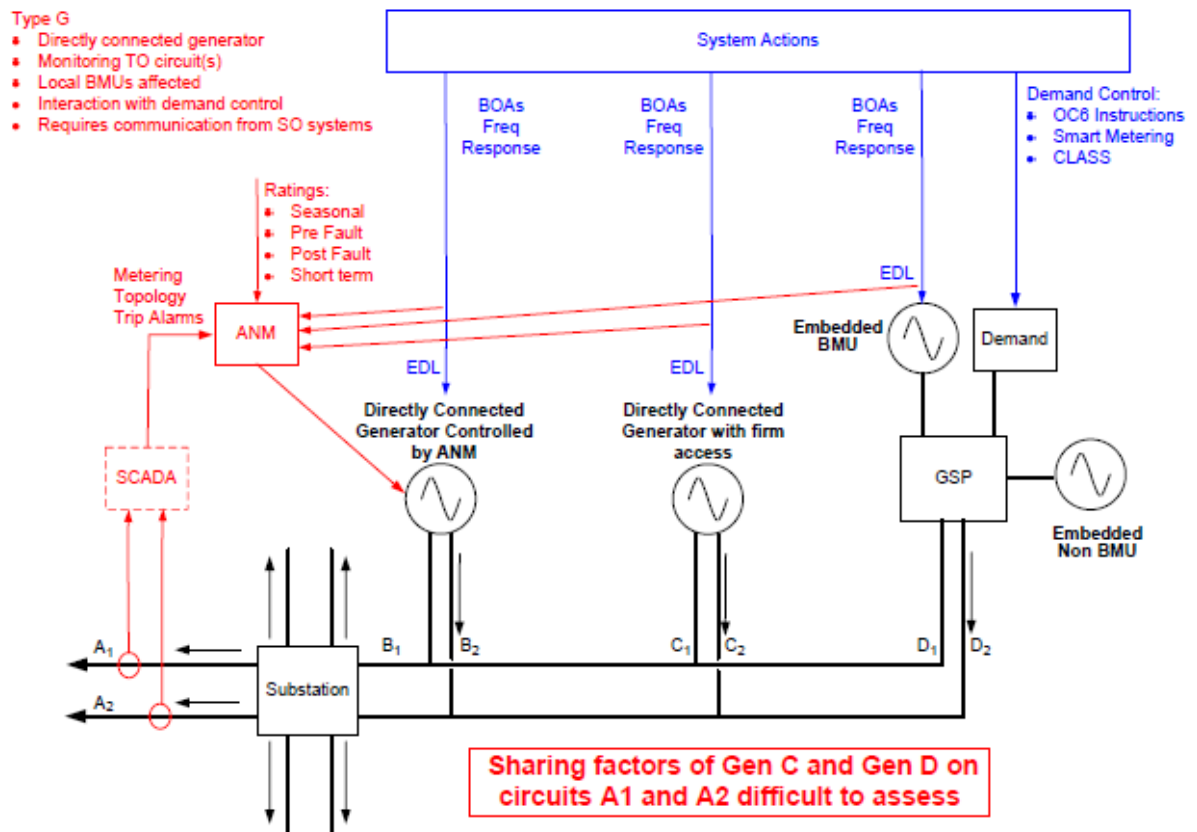 Type G
Directly connected generator
Monitoring TO circuit(s)
Local BMUs affected
Interaction with demand control
Requires communication from SO systems
System Actions
BOAs
Freq
Response
BOAs
Freq
Response
BOAs
Freq
Response
Demand Control:
OC6 Instructions
Smart Metering
CLASS
Ratings:
Seasonal
Pre Fault
Post Fault
Short term
Metering
Topology
Trip Alarms
ANM
EDL
EDL
EDL
Embedded
BMU
Demand
Directly Connected
Generator Controlled
by ANM
Directly Connected
Generator with firm
access
SCADA
GSP
Embedded
Non BMU
A1
A2
B1
B2
C1
C2
D1
D2
Substation
Sharing factors of Gen C and Gen D on
circuits A1 and A2 difficult to assess